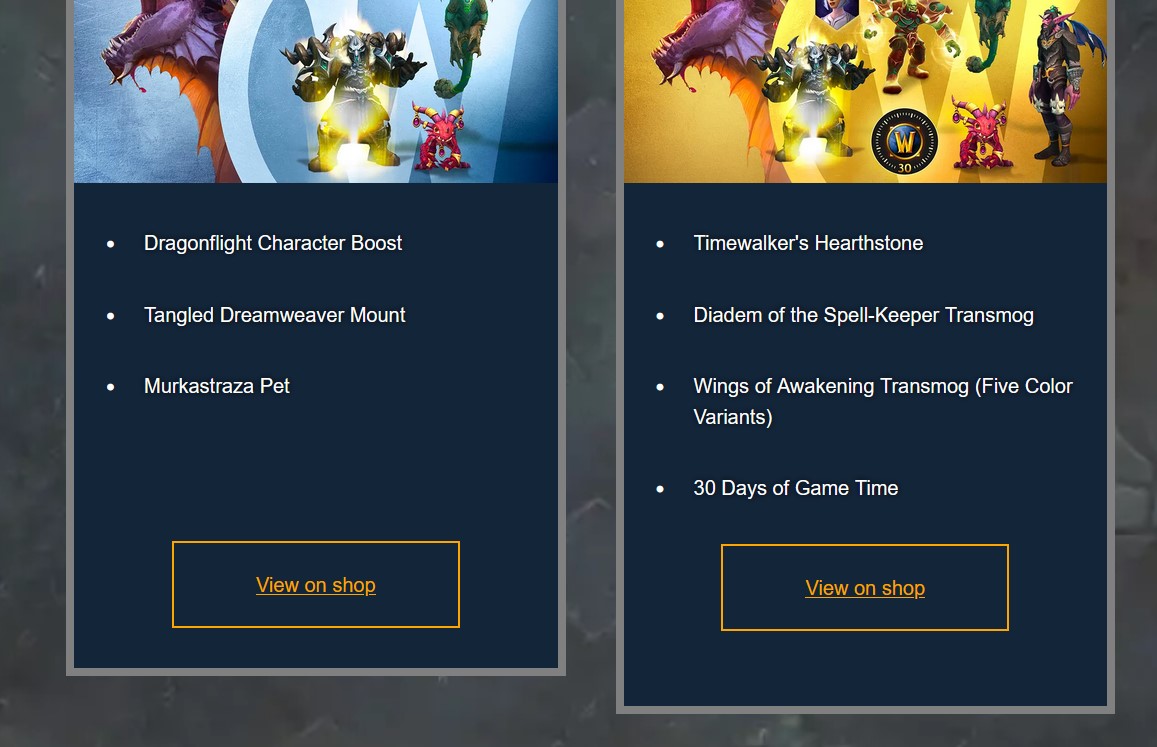 Dragonflight Character Boost
Tangled Dreamweaver Mount
Murkastraza Pet
View on shop
W
30
Timewalker's Hearthstone
Diadem of the Spell-Keeper Transmog
Wings of Awakening Transmog (Five Color
Variants)
30 Days of Game Time
View on shop